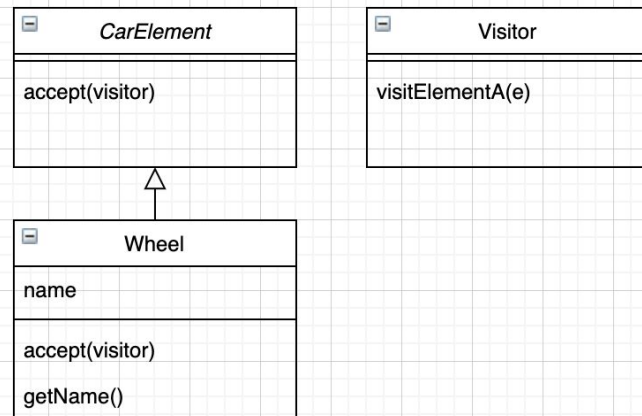 CarElement
accept(visitor)
Visitor
visitElementA(e)
Wheel
name
accept(visitor)
getName()